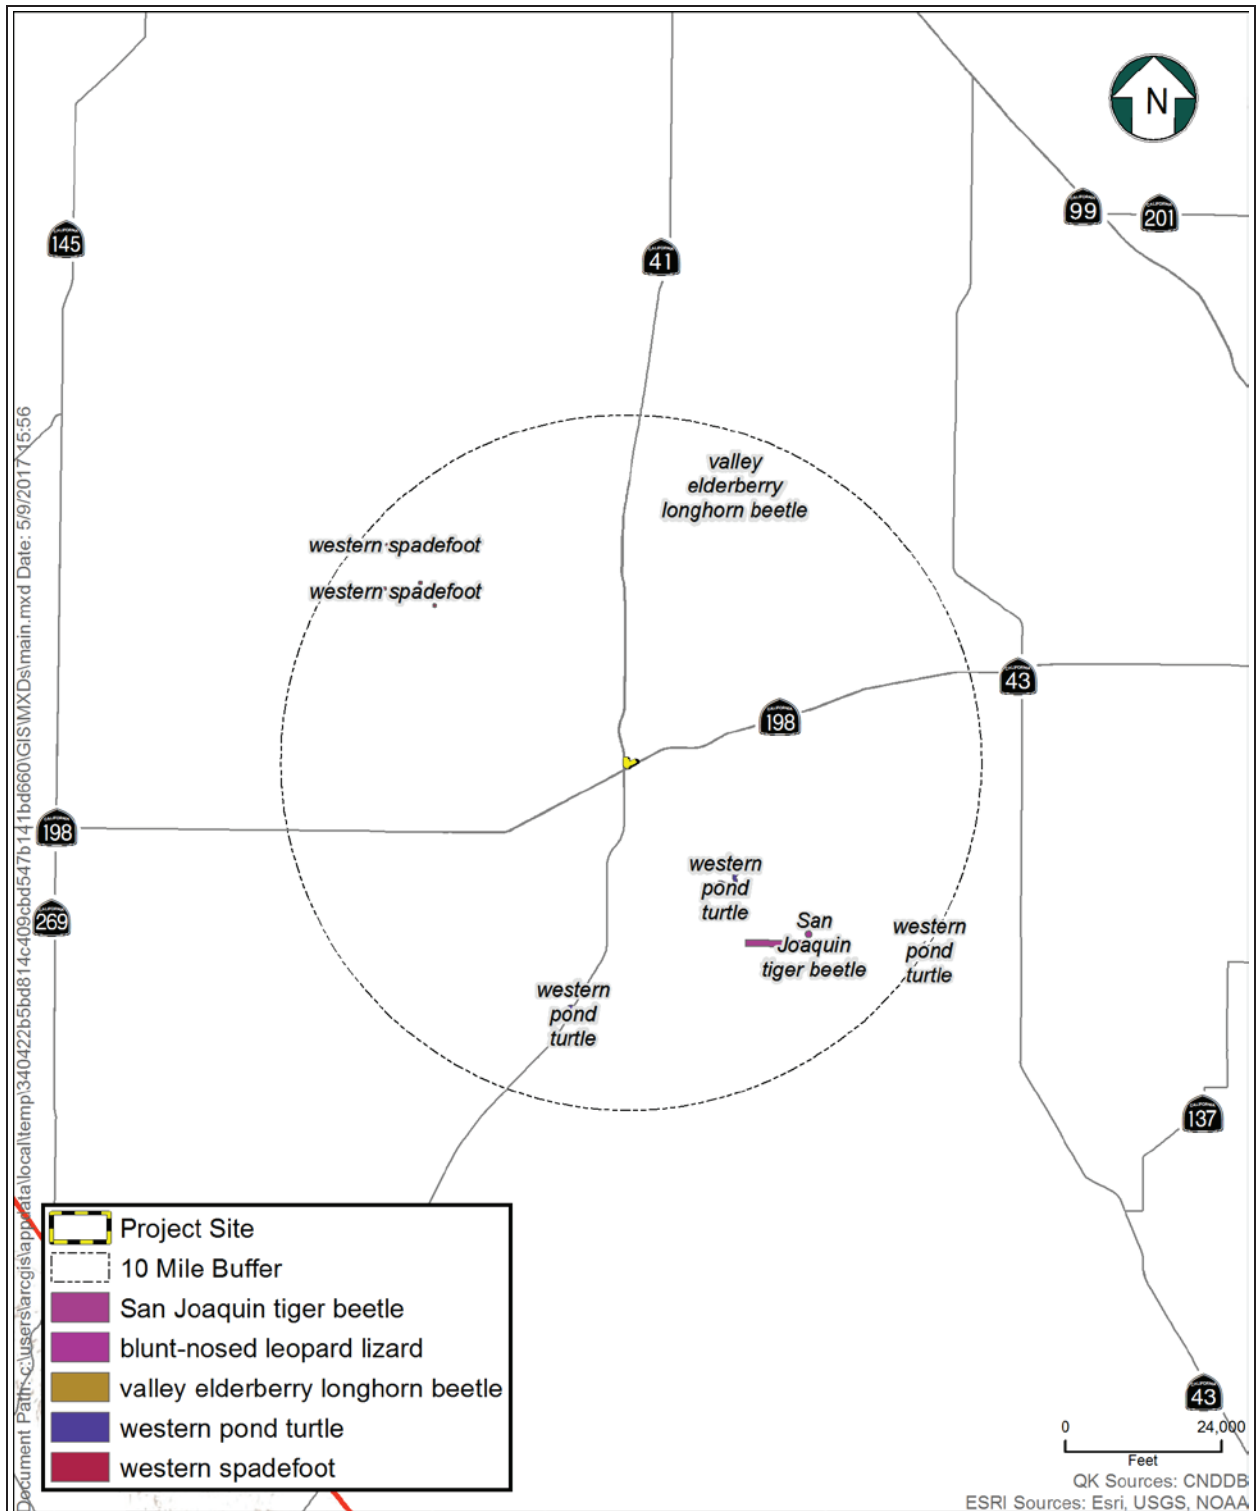 N
99
201
145
41
valley
elderberry
longhorn beetle
western spadefoot
western spadefoot
43
198
198
western
pond
turtle
269
San
Joaquin
tiger beetle
western
pond
turtle
western
pond
turtle
137
Project Site
10 Mile Buffer
San Joaquin tiger beetle
blunt-nosed leopard lizard
valley elderberry longhorn beetle
western pond turtle
western spadefoot
43
0 24,000
Feet
QK Sources: CNDDB
ESRI Sources: Esri, USGS, NOAA
Document Path: c:\users\arcgis\appdata\local\temp\340422b5bd814c409cbd547b141bd660\GIS\MXDs\main.mxd Date: 5/9/2017 15:56